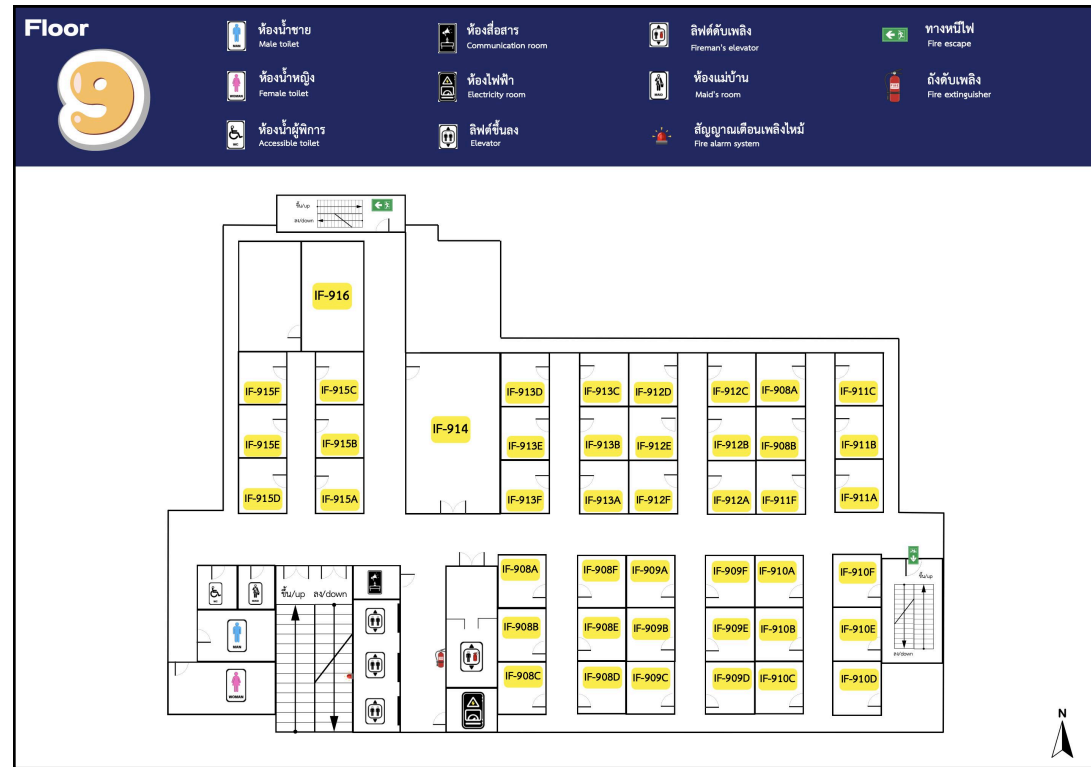 Floor
9
ห้องน้ำชาย
Male toilet
ห้องน้ำหญิง
Female toilet
ห้องน้ำผู้พิการ
Accessible toilet
ห้องสื่อสาร
Communication room
ห้องไฟฟ้า
Electricity room
ลิฟต์ขึ้นลง
Elevator
ลิฟต์ดับเพลิง
Fireman's elevator
ห้องแม่บ้าน
Maid's room
สัญญาณเตือนเพลิงไหม้
Fire alarm system
ทางหนีไฟ
Fire escape
ถังดับเพลิง
Fire extinguisher
MAN
WOMAN
WC
MAID
ขึ้น/up
ลง/down
IF-916
IF-915F
IF-915C
IF-913D
IF-913C
IF-912D
IF-912C
IF-908A
IF-911C
IF-914
IF-915E
IF-915B
IF-913E
IF-913B
IF-912E
IF-912B
IF-908B
IF-911B
IF-915D
IF-915A
IF-913F
IF-913A
IF-912F
IF-912A
IF-911F
IF-911A
IF-908A
IF-908F
IF-909A
IF-909F
IF-910A
IF-910F
ขึ้น/up
ขึ้น/up ลง/down
WC
MAID
MAN
IF-908B
IF-908E
IF-909B
IF-909E
IF-910B
IF-910E
ลง/down
WOMAN
IF-908C
IF-908D
IF-909C
IF-909D
IF-910C
IF-910D
N